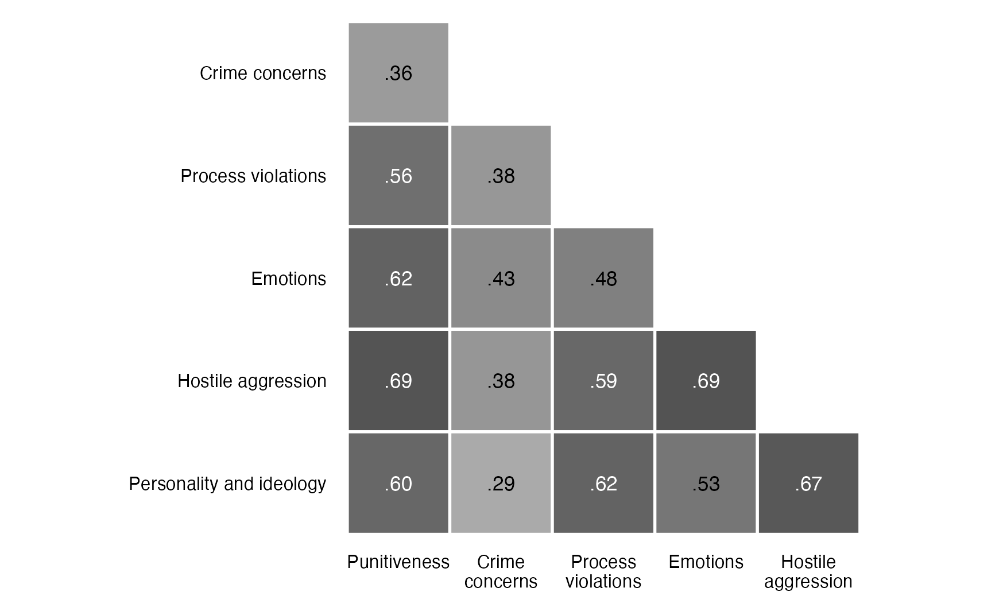 Crime concerns .36
Process violations .56 .38
Emotions .62 .43 .48
Hostile aggression .69 .38 .59 .69
Personality and ideology .60 .29 .62 .53 .67
Punitiveness Crime Process Emotions Hostile
concerns violations aggression